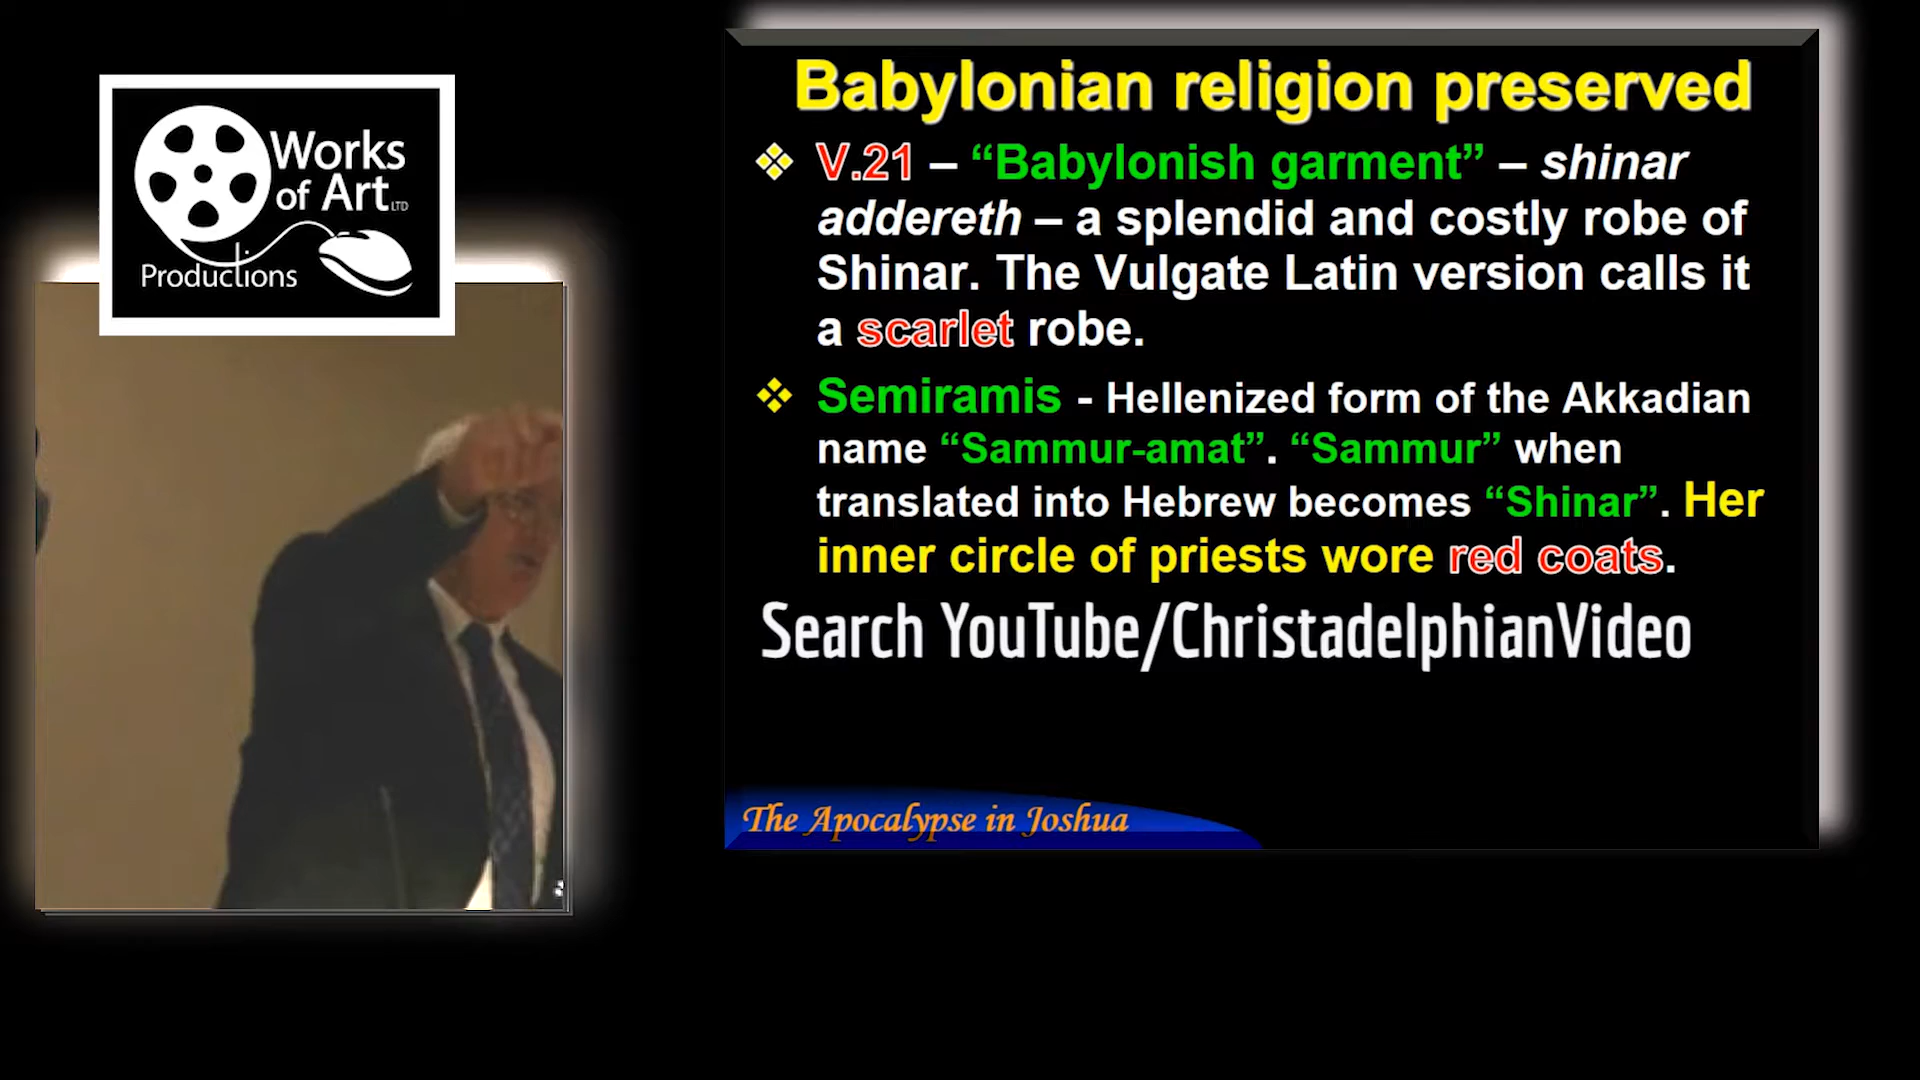 Works
of Art LTD
Productions
Babylonian religion preserved
V.21 – “Babylonish garment” – shinar
addereth – a splendid and costly robe of
Shinar. The Vulgate Latin version calls it
a scarlet robe.
Semiramis - Hellenized form of the Akkadian
name “Sammur-amat”. “Sammur” when
translated into Hebrew becomes “Shinar”. Her
inner circle of priests wore red coats.
Search YouTube/ChristadelphianVideo
The Apocalypse in Joshua